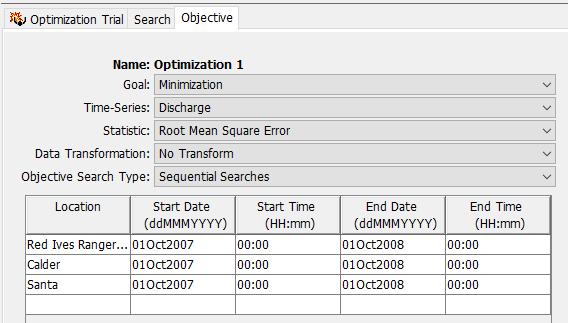 Optimization Trial Search Objective
Name: Optimization 1
Goal: Minimization
Time-Series: Discharge
Statistic: Root Mean Square Error
Data Transformation: No Transform
Objective Search Type: Sequential Searches
Location Start Date (ddMMMYYYY) Start Time (HH:mm) End Date (ddMMMYYYY) End Time (HH:mm)
Red Ives Ranger... 01Oct2007 00:00 01Oct2008 00:00
Calder 01Oct2007 00:00 01Oct2008 00:00
Santa 01Oct2007 00:00 01Oct2008 00:00